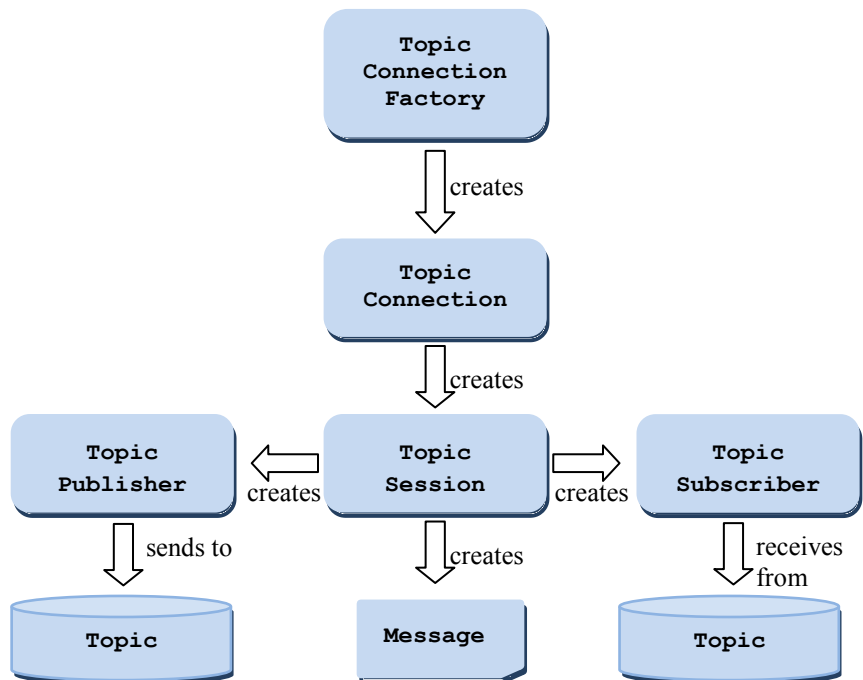 Topic
Connection
Factory
creates
Topic
Connection
creates
Topic
Publisher
creates
Topic
Session
creates
Topic
Subscriber
sends to
creates
receives
from
Topic
Message
Topic